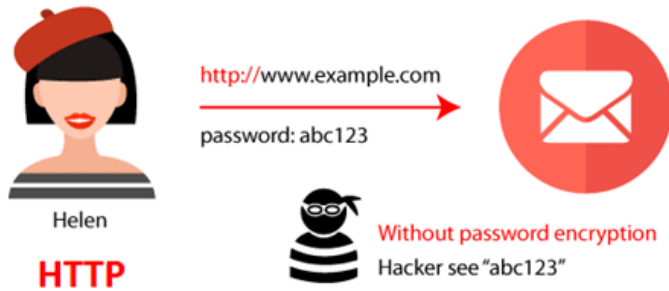 http://www.example.com
password: abc123
Helen
HTTP
Without password encryption
Hacker see “abc123”